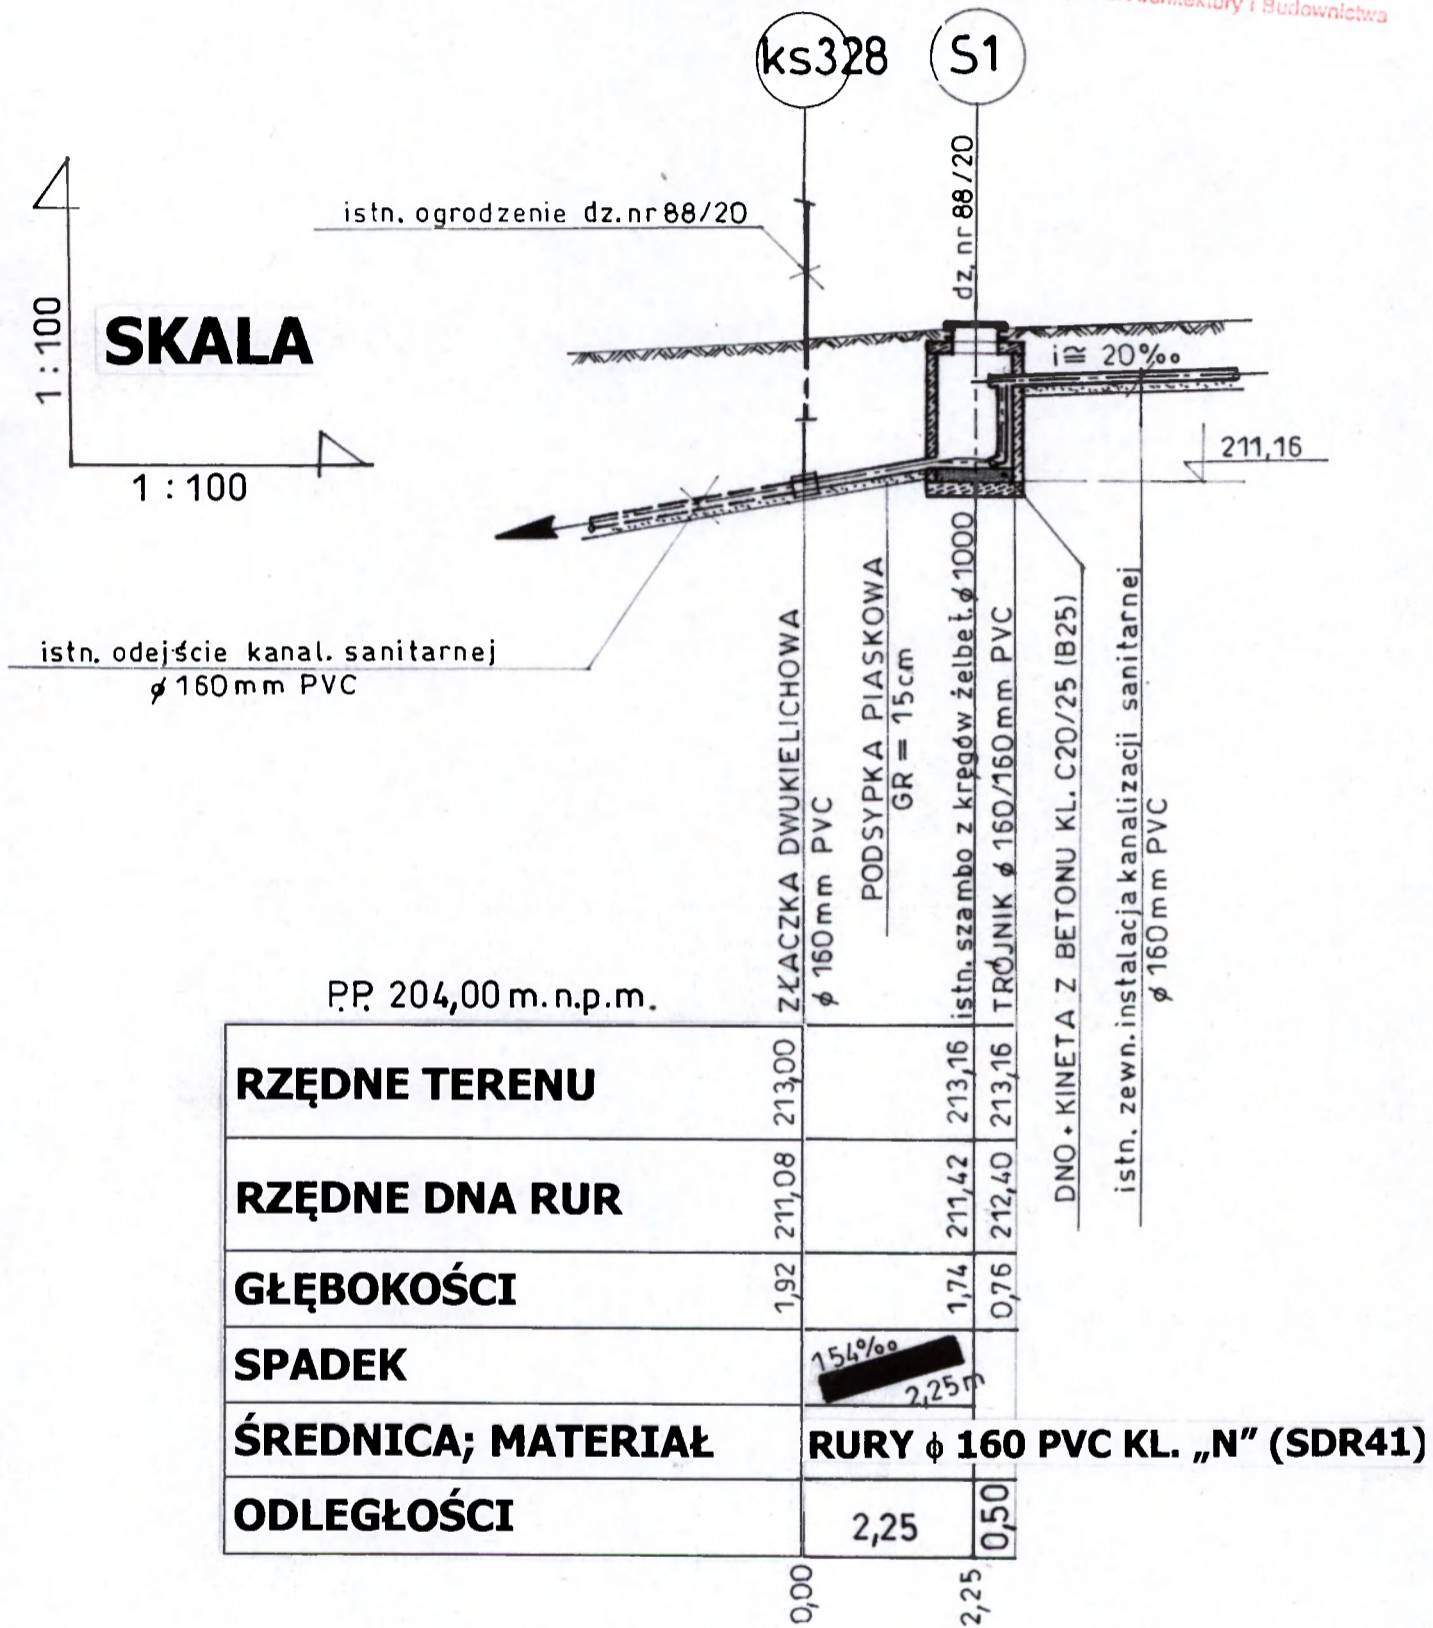 i Budownictwa
ks328
S1
dz. nr 88/20
istn. ogrodzenie dz.nr 88/20
1:100
SKALA
1:100
i≅ 20‰
211,16
istn. odejście kanal. sanitarnej
ϕ 160mm PVC
ZŁĄCZKA DWUKIELICHOWA
ϕ 160mm PVC
PODSYPKA PIASKOWA
GR = 15cm
istn. szambo z kręgów żelbet. ϕ 1000
TRÓJNIK ϕ 160/160mm PVC
DNO + KINETA Z BETONU KL. C20/25 (B25)
istn. zewn. instalacja kanalizacji sanitarnej
ϕ 160mm PVC
P.P. 204,00 m.n.p.m.
RZĘDNE TERENU 213,00 213,16 213,16
RZĘDNE DNA RUR 211,08 211,42 212,40
GŁĘBOKOŚCI 1,92 1,74 0,76
SPADEK 154‰ 2,25m
ŚREDNICA; MATERIAŁ RURY ϕ 160 PVC KL. „N” (SDR41)
ODLEGŁOŚCI 2,25 0,50
0,00 2,25